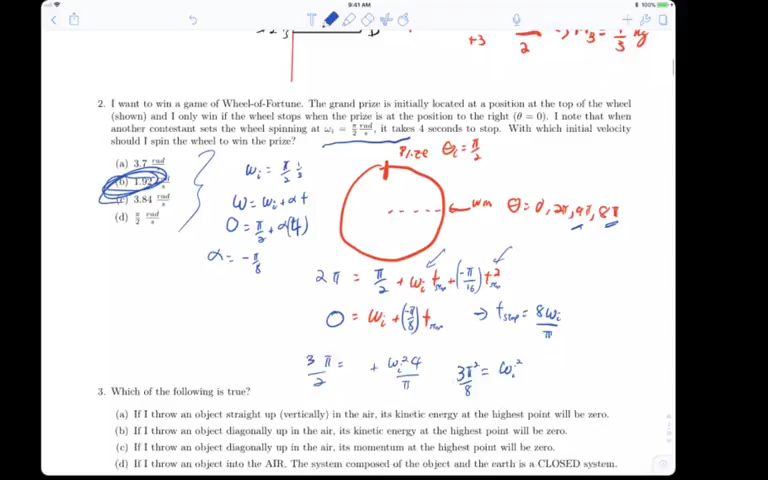 9:41 AM
100%
+3
2
1/3 kg
2. I want to win a game of Wheel-of-Fortune. The grand prize is initially located at a position at the top of the wheel
(shown) and I only win if the wheel stops when the prize is at the position to the right (θ = 0). I note that when
another contestant sets the wheel spinning at ωᵢ = π/2 rad/s, it takes 4 seconds to stop. With which initial velocity
should I spin the wheel to win the prize?
(a) 3.7 rad/s
(b) 1.92 rad/s
(c) 3.84 rad/s
(d) π/2 rad/s
ωᵢ = π/2 1/s
ω = ωᵢ + αt
0 = π/2 + α(4)
α = -π/8
Prize θᵢ = π/2
win θ = 0, 2π, 4π, 8π
2π = π/2 + ωᵢ t stop + (-π/16) t² stop
0 = ωᵢ + (-π/8) t stop → t stop = 8ωᵢ/π
3π/2 = + ωᵢ² 4/π
3π²/8 = ωᵢ²
3. Which of the following is true?
(a) If I throw an object straight up (vertically) in the air, its kinetic energy at the highest point will be zero.
(b) If I throw an object diagonally up in the air, its kinetic energy at the highest point will be zero.
(c) If I throw an object diagonally up in the air, its momentum at the highest point will be zero.
(d) If I throw an object into the AIR. The system composed of the object and the earth is a CLOSED system.